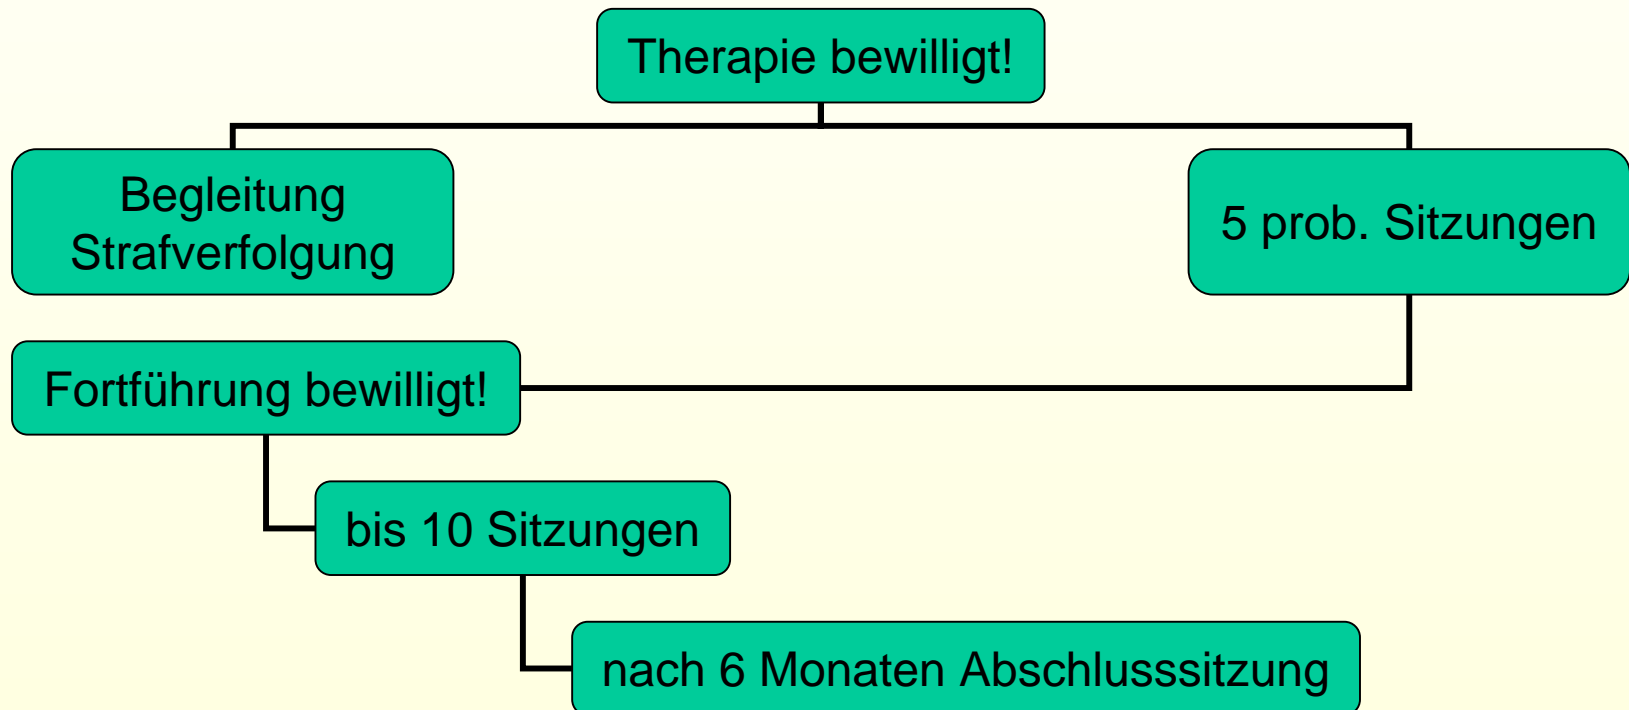 Therapie bewilligt!
Begleitung
Strafverfolgung
5 prob. Sitzungen
Fortführung bewilligt!
bis 10 Sitzungen
nach 6 Monaten Abschlusssitzung